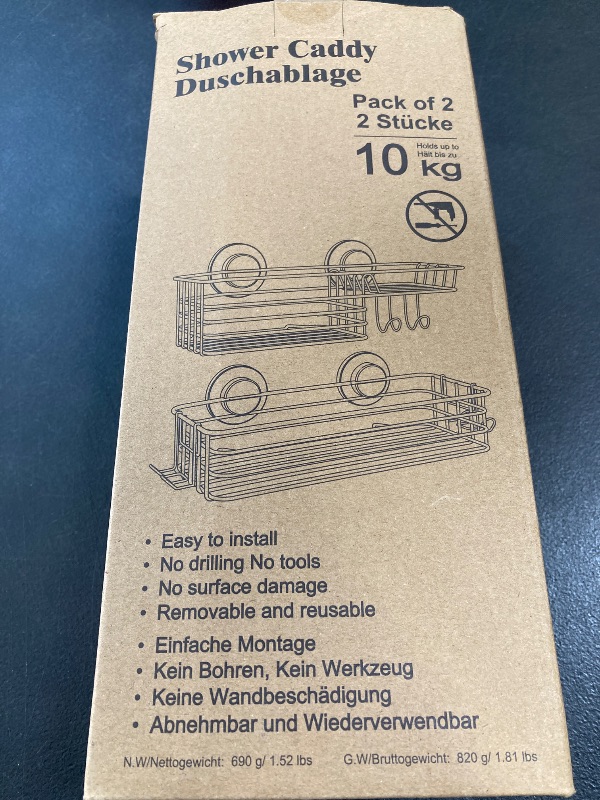 Shower Caddy
Duschablage
Pack of 2
2 Stücke
Holds up to
Hält bis zu
10 kg
• Easy to install
• No drilling No tools
• No surface damage
• Removable and reusable
• Einfache Montage
• Kein Bohren, Kein Werkzeug
• Keine Wandbeschädigung
• Abnehmbar und Wiederverwendbar
N.W/Nettogewicht: 690 g/ 1.52 lbs G.W/Bruttogewicht: 820 g/ 1.81 lbs